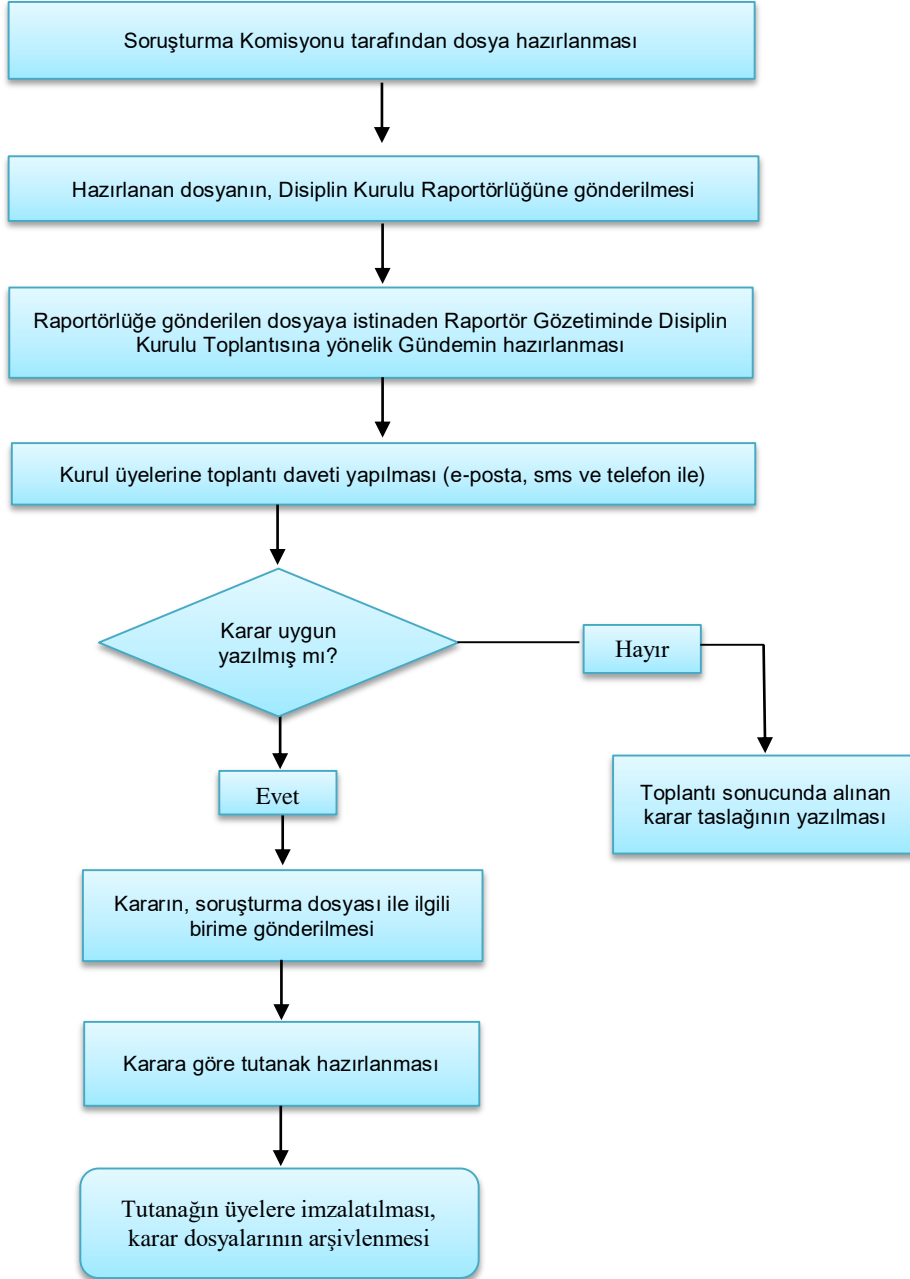 Soruşturma Komisyonu tarafından dosya hazırlanması
Hazırlanan dosyanın, Disiplin Kurulu Raportörlüğüne gönderilmesi
Raportörlüğe gönderilen dosyaya istinaden Raportör Gözetiminde Disiplin
Kurulu Toplantısına yönelik Gündemin hazırlanması
Kurul üyelerine toplantı daveti yapılması (e-posta, sms ve telefon ile)
Karar uygun
yazılmış mı?
Hayır
Toplantı sonucunda alınan
karar taslağının yazılması
Evet
Kararın, soruşturma dosyası ile ilgili
birime gönderilmesi
Karara göre tutanak hazırlanması
Tutanağın üyelere imzalatılması,
karar dosyalarının arşivlenmesi